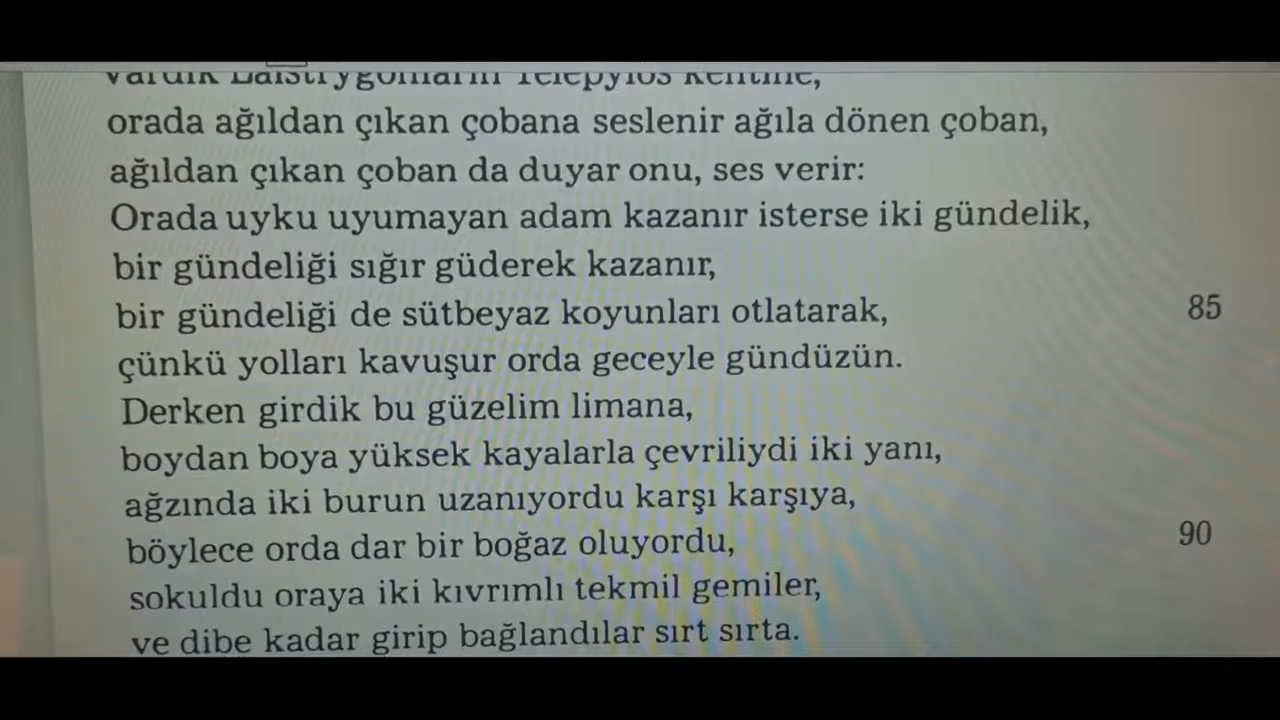 orada ağıldan çıkan çobana seslenir ağıla dönen çoban,
ağıldan çıkan çoban da duyar onu, ses verir:
Orada uyku uyumayan adam kazanır isterse iki gündelik,
bir gündeliği sığır güderek kazanır,
bir gündeliği de sütbeyaz koyunları otlatarak, 85
çünkü yolları kavuşur orda geceyle gündüzün.
Derken girdik bu güzelim limana,
boydan boya yüksek kayalarla çevriliydi iki yanı,
ağzında iki burun uzanıyordu karşı karşıya,
böylece orda dar bir boğaz oluyordu, 90
sokuldu oraya iki kıvrımlı tekmil gemiler,
ve dibe kadar girip bağlandılar sırt sırta.